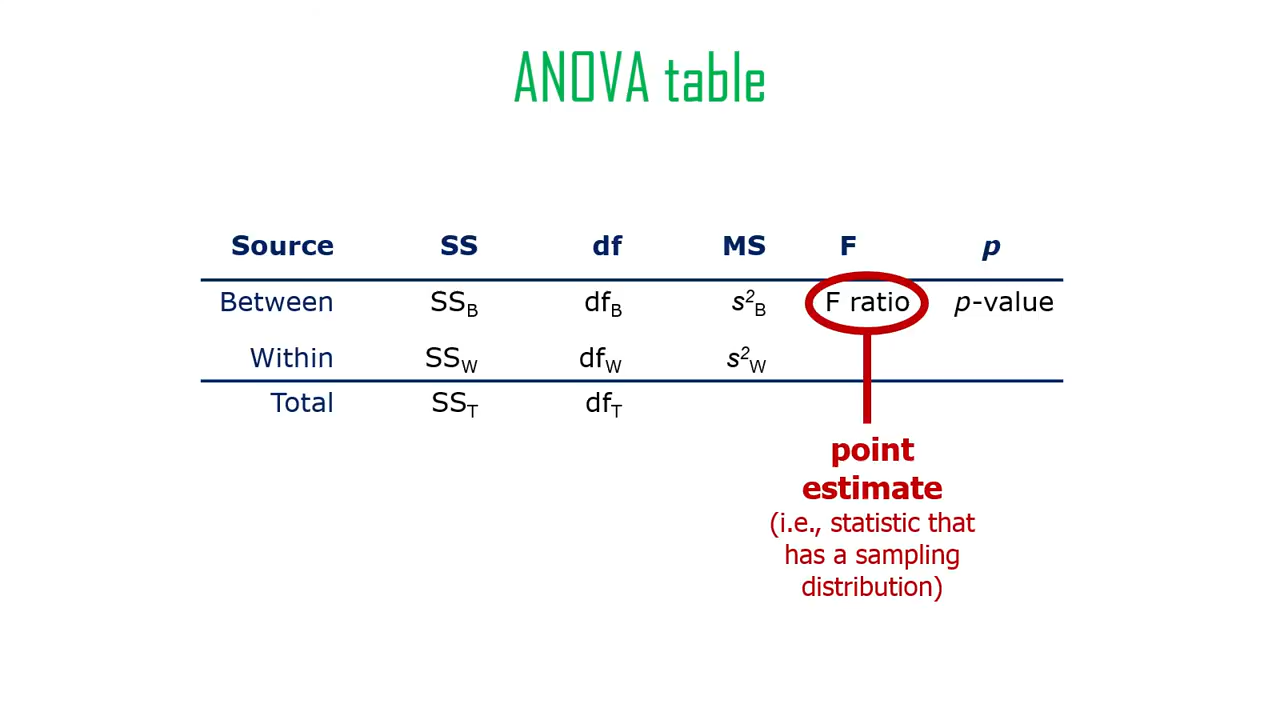 ANOVA table
Source SS df MS F p
Between SS_B df_B s²_B F ratio p-value
Within SS_W df_W s²_W
Total SS_T df_T
point
estimate
(i.e., statistic that
has a sampling
distribution)